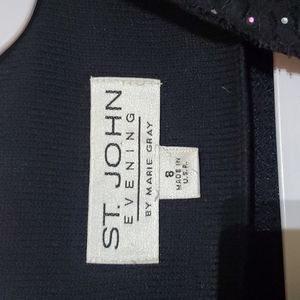 ST. JOHN
EVENING
BY MARIE GRAY
8
MADE IN
U.S.A.